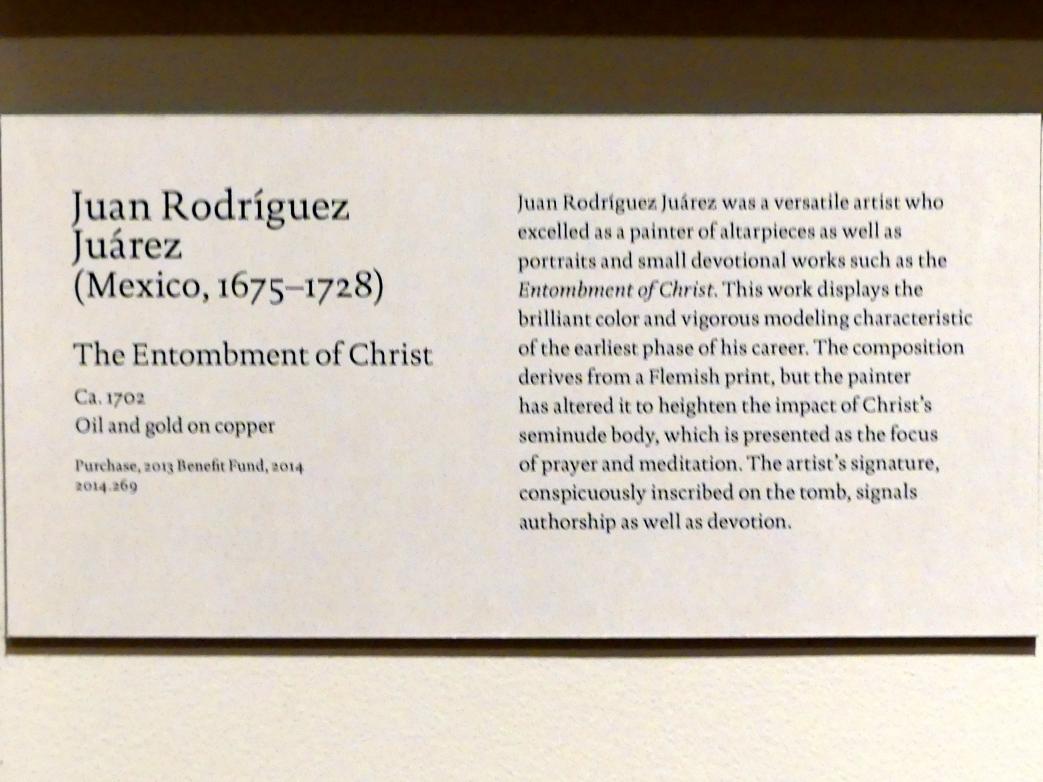 Juan Rodríguez
Juárez
(Mexico, 1675–1728)
The Entombment of Christ
Ca. 1702
Oil and gold on copper
Purchase, 2013 Benefit Fund, 2014
2014.269
Juan Rodríguez Juárez was a versatile artist who
excelled as a painter of altarpieces as well as
portraits and small devotional works such as the
Entombment of Christ. This work displays the
brilliant color and vigorous modeling characteristic
of the earliest phase of his career. The composition
derives from a Flemish print, but the painter
has altered it to heighten the impact of Christ's
seminude body, which is presented as the focus
of prayer and meditation. The artist's signature,
conspicuously inscribed on the tomb, signals
authorship as well as devotion.